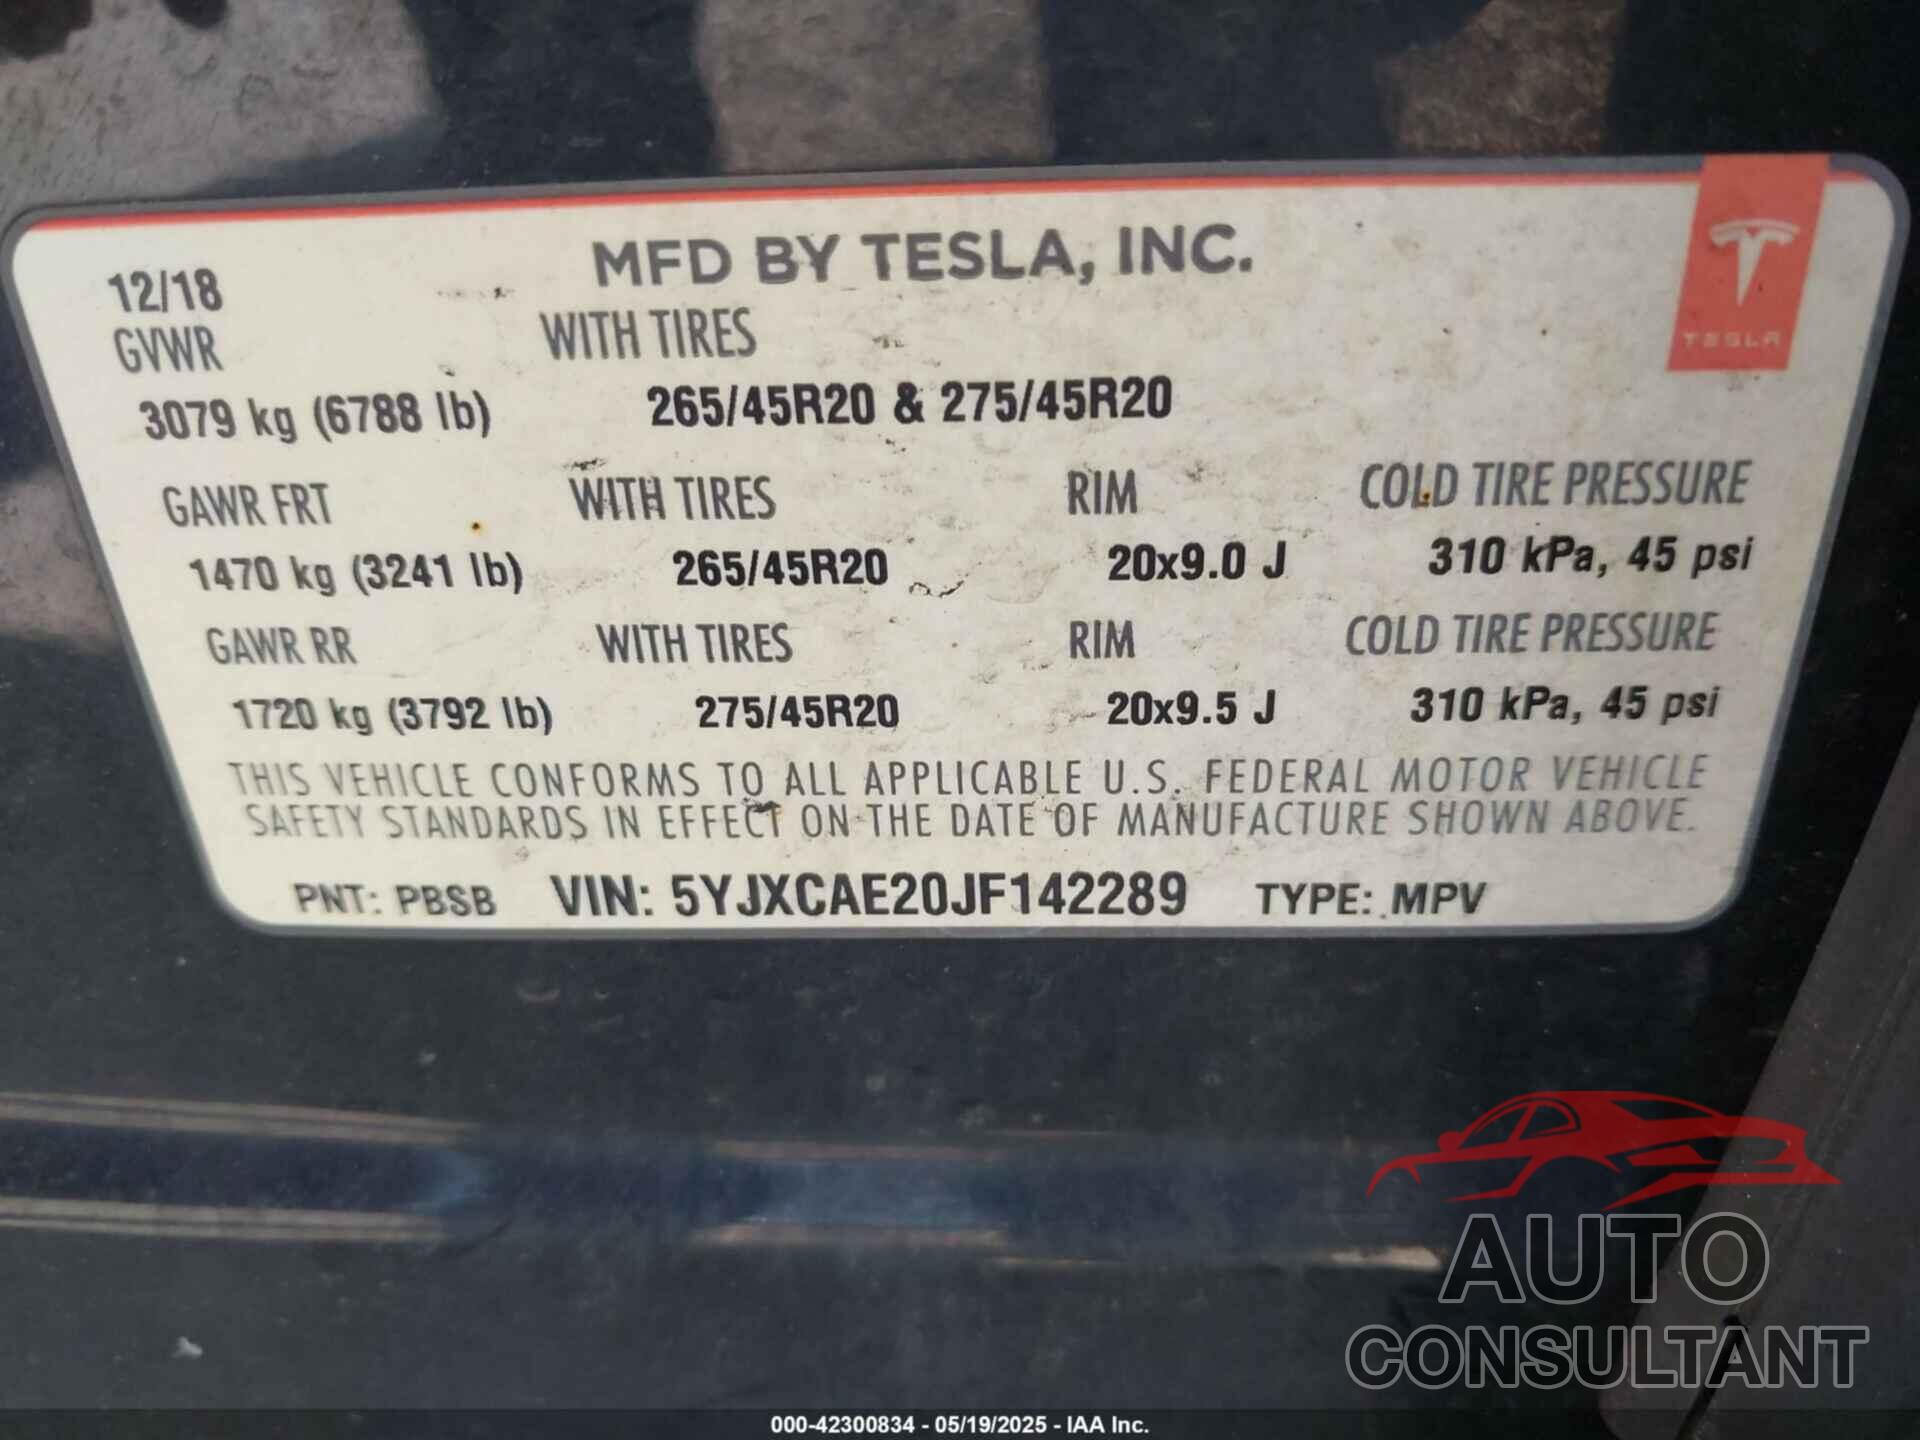 MFD BY TESLA, INC.
TESLA
12/18
GVWR WITH TIRES
3079 kg (6788 lb) 265/45R20 & 275/45R20
GAWR FRT WITH TIRES RIM COLD TIRE PRESSURE
1470 kg (3241 lb) 265/45R20 20x9.0 J 310 kPa, 45 psi
GAWR RR WITH TIRES RIM COLD TIRE PRESSURE
1720 kg (3792 lb) 275/45R20 20x9.5 J 310 kPa, 45 psi
THIS VEHICLE CONFORMS TO ALL APPLICABLE U.S. FEDERAL MOTOR VEHICLE
SAFETY STANDARDS IN EFFECT ON THE DATE OF MANUFACTURE SHOWN ABOVE.
PNT: PBSB VIN: 5YJXCAE20JF142289 TYPE: MPV
AUTO
CONSULTANT
000-42300834 - 05/19/2025 - IAA Inc.